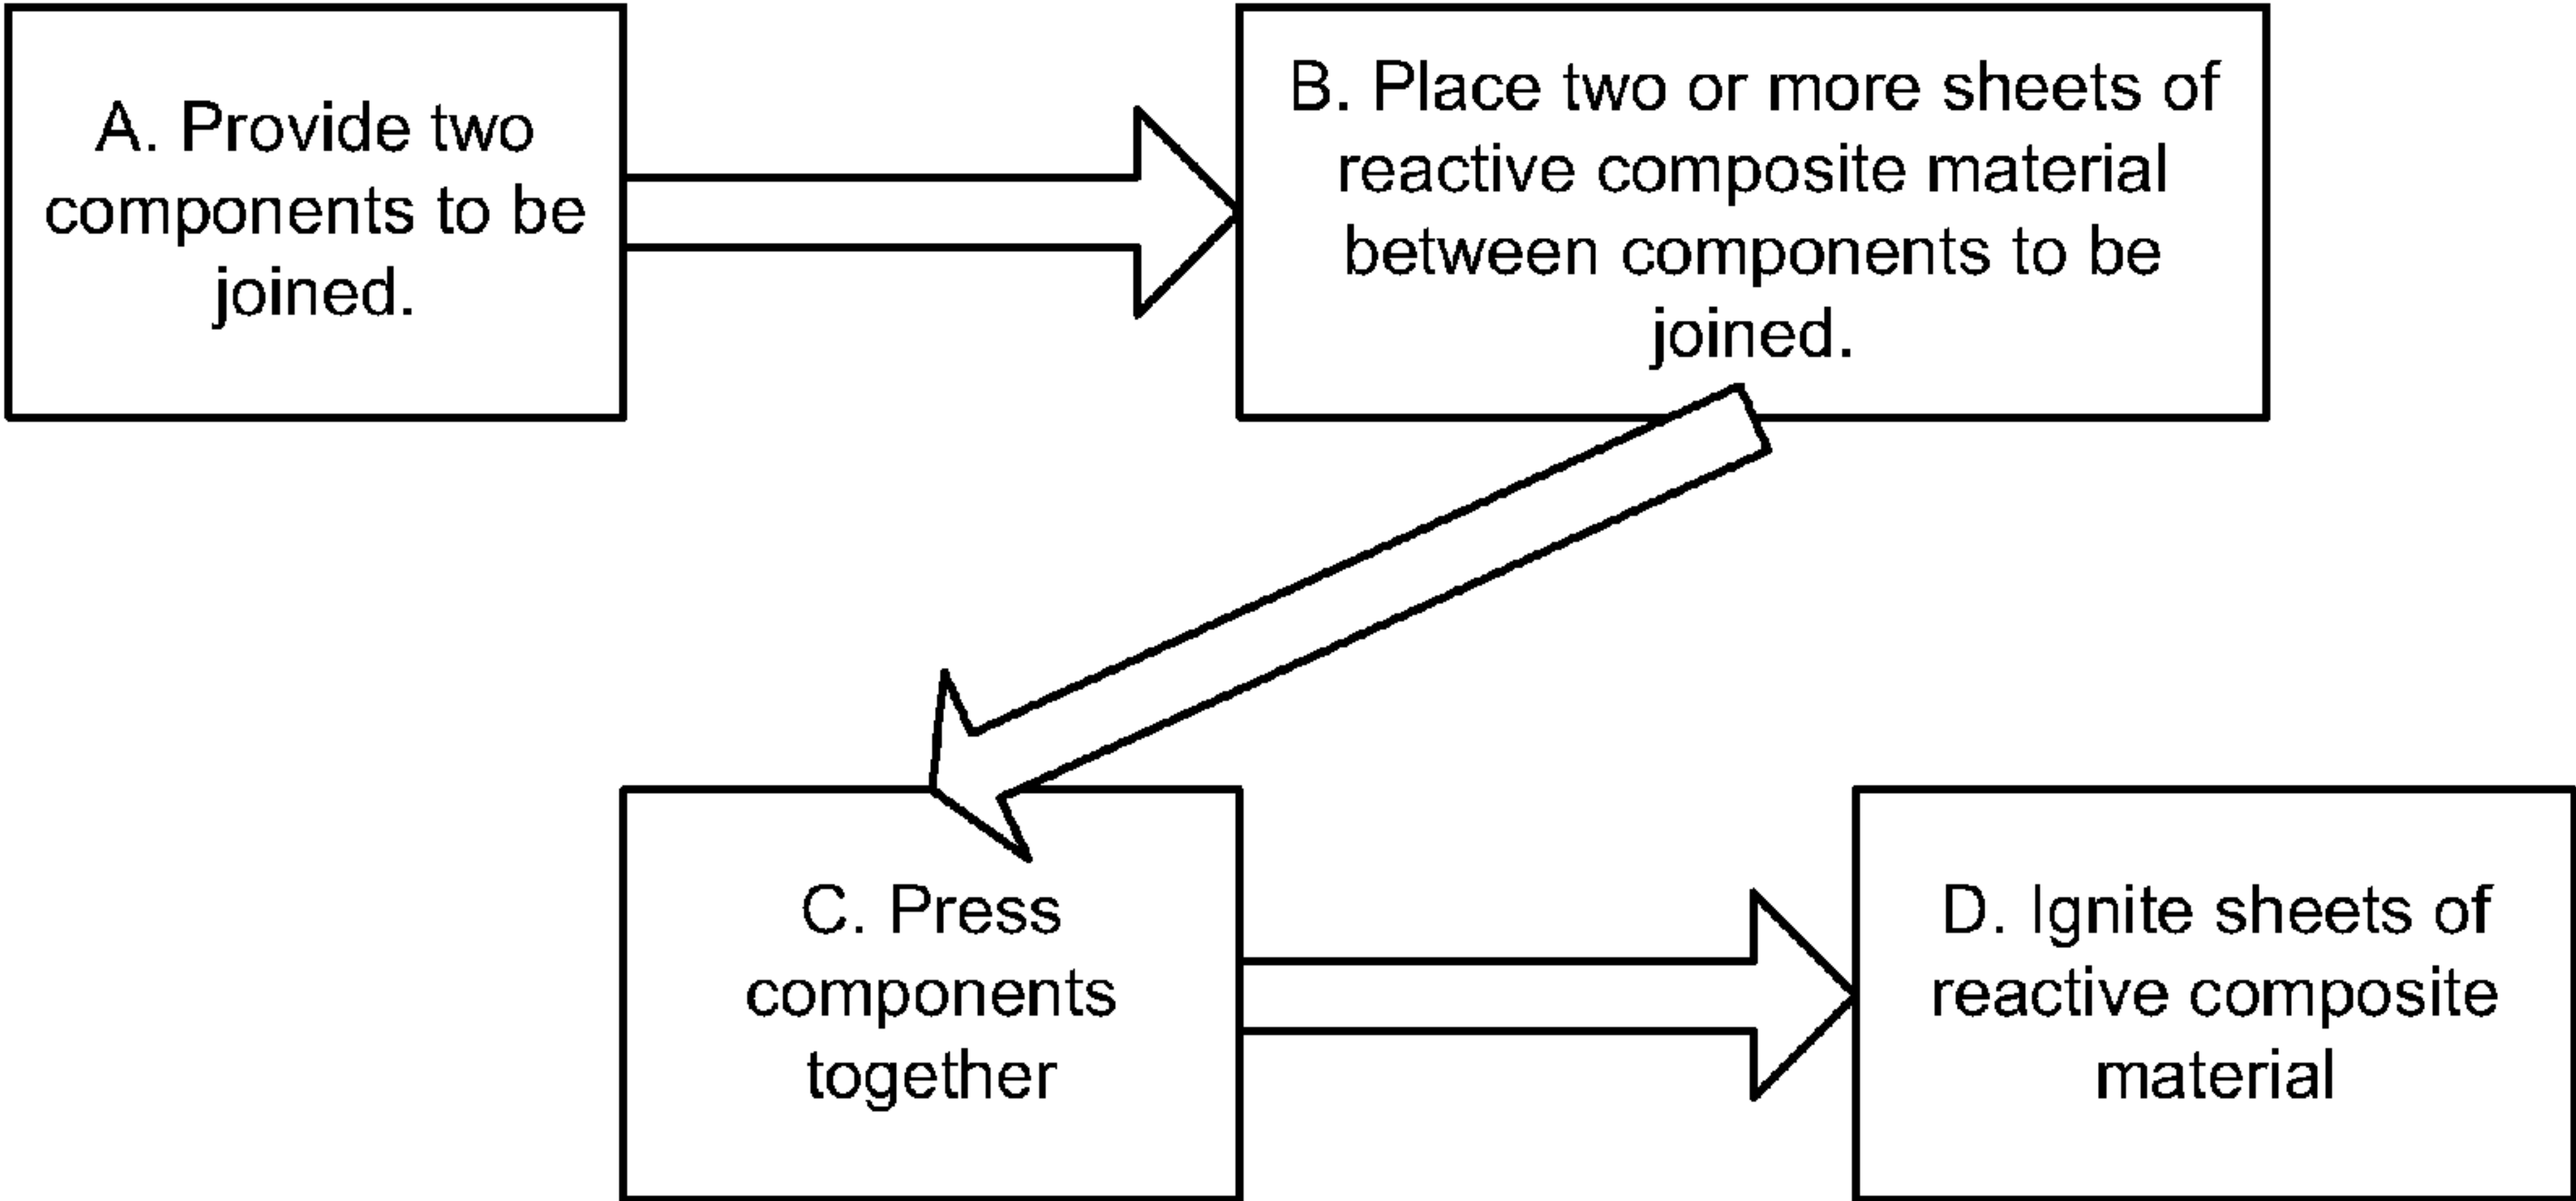 A. Provide two
components to be
joined.
B. Place two or more sheets of
reactive composite material
between components to be
joined.
C. Press
components
together
D. Ignite sheets of
reactive composite
material